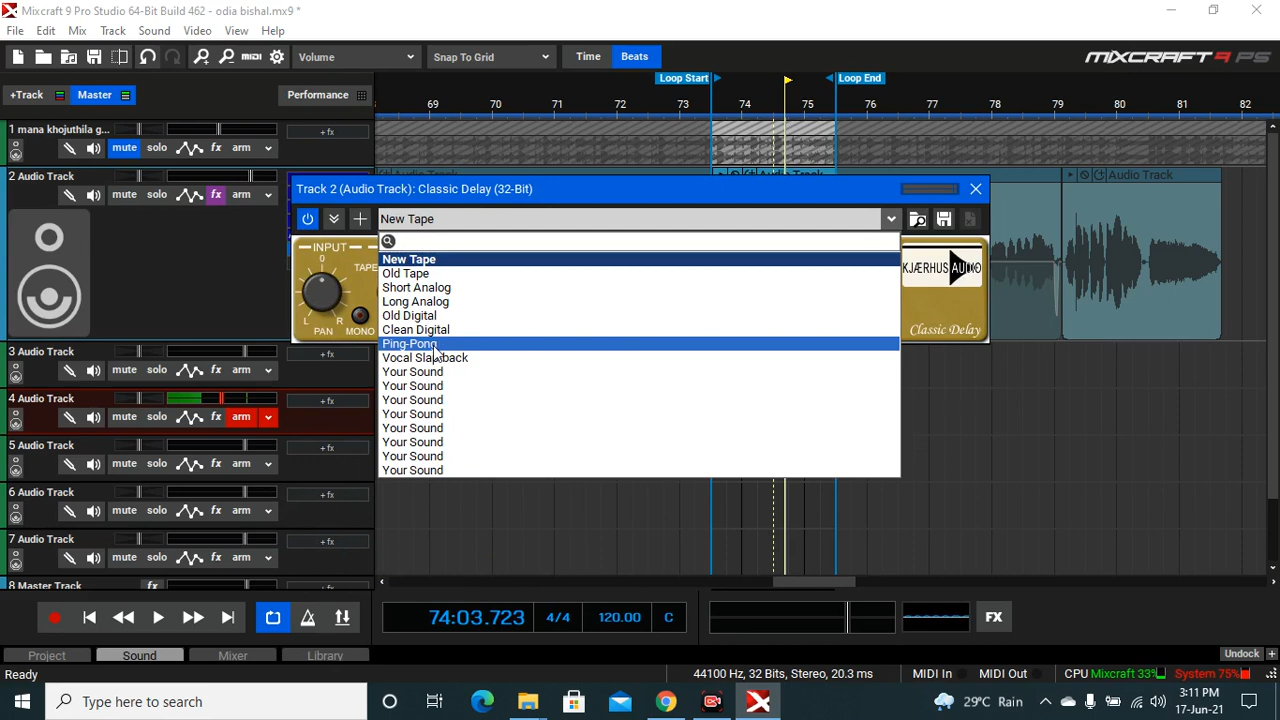 Mixcraft 9 Pro Studio 64-Bit Build 462 - odia bishal.mx9 *
File Edit Mix Track Sound Video View Help
MIDI Volume Snap To Grid Time Beats MIXCRAFT 9 PS
Loop Start Loop End
+Track Master Performance
69 70 71 72 73 74 75 76 77 78 79 80 81 82
1 mana khojuthila g... +fx
mute solo fx arm
2 Audio Track
mute solo fx arm
Audio Track
Track 2 (Audio Track): Classic Delay (32-Bit)
New Tape
INPUT
0
TAPE
L R
PAN MONO
KJÆRHUS AUDIO
Classic Delay
New Tape
Old Tape
Short Analog
Long Analog
Old Digital
Clean Digital
Ping-Pong
Vocal Slapback
Your Sound
Your Sound
Your Sound
Your Sound
Your Sound
Your Sound
Your Sound
Your Sound
3 Audio Track +fx
mute solo fx arm
4 Audio Track +fx
mute solo fx arm
5 Audio Track +fx
mute solo fx arm
6 Audio Track +fx
mute solo fx arm
7 Audio Track +fx
mute solo fx arm
8 Master Track fx
74:03.723 4/4 120.00 C FX
Project Sound Mixer Library Undock +
Ready 44100 Hz, 32 Bits, Stereo, 20.3 ms MIDI In MIDI Out CPU Mixcraft 33% System 75%
Type here to search 29°C Rain 3:11 PM
17-Jun-21